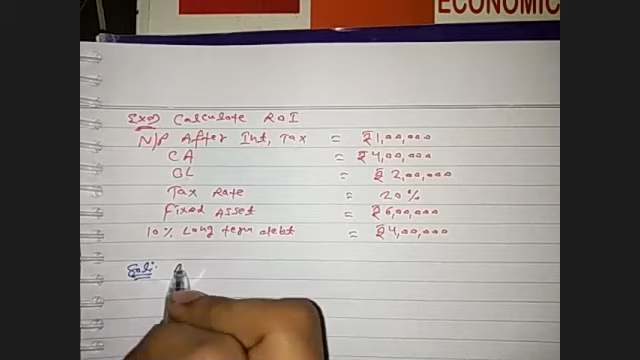 ECONOMIC
Exm Calculate ROI
N/P After Int, Tax = ₹1,00,000
CA = ₹4,00,000
CL = ₹2,00,000
Tax Rate = 20%
Fixed Asset = ₹6,00,000
10% Long term debt = ₹4,00,000
Sol: